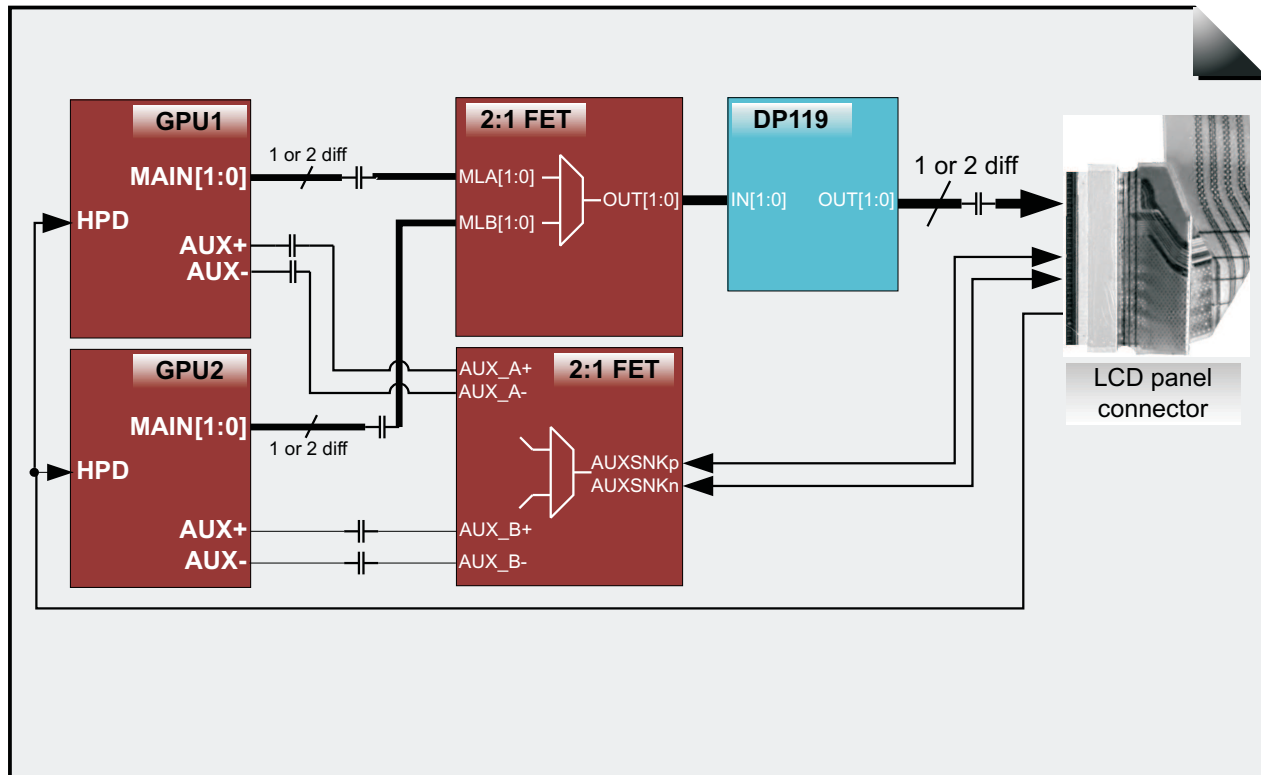 GPU1
MAIN[1:0]
HPD
AUX+
AUX-
1 or 2 diff
2:1 FET
MLA[1:0]
MLB[1:0]
OUT[1:0]
DP119
IN[1:0]
OUT[1:0]
1 or 2 diff
LCD panel
connector
GPU2
MAIN[1:0]
HPD
AUX+
AUX-
1 or 2 diff
2:1 FET
AUX_A+
AUX_A-
AUXSNKp
AUXSNKn
AUX_B+
AUX_B-